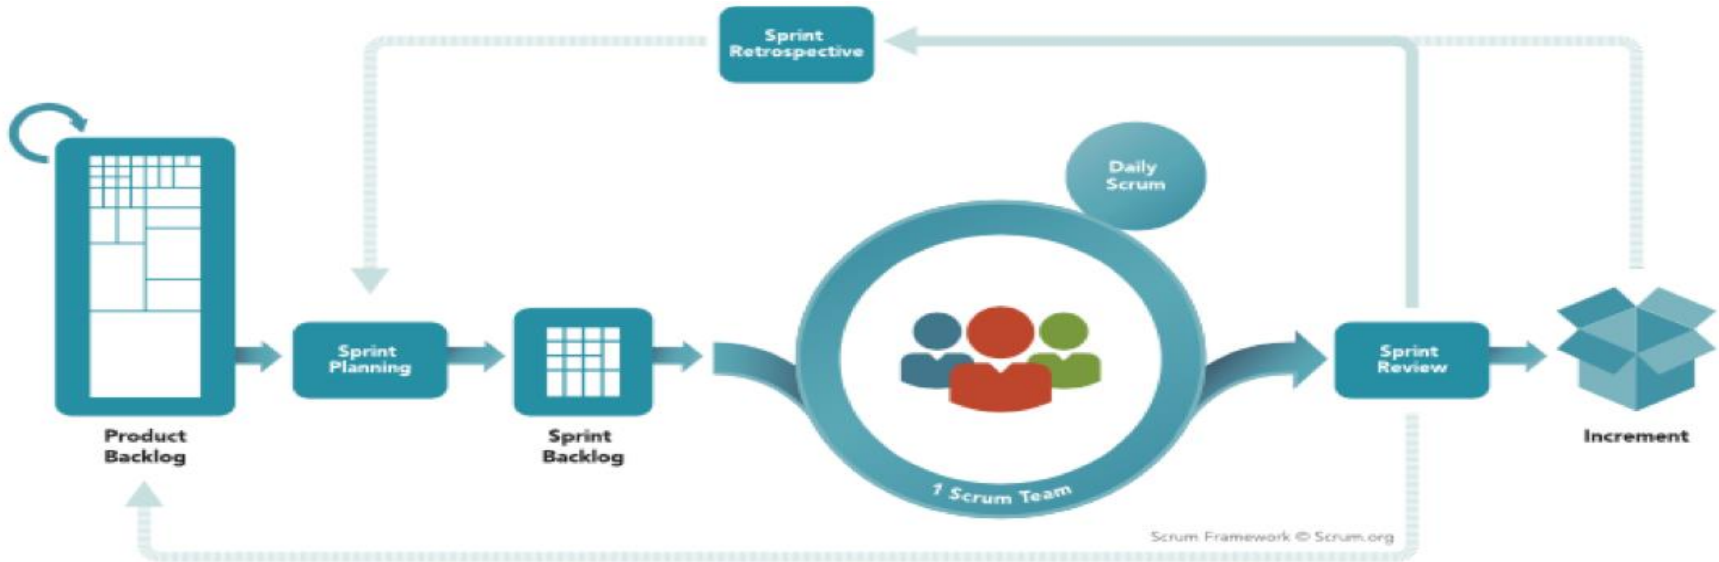 Sprint
Retrospective
Daily
Scrum
Sprint
Planning
Sprint
Review
Product
Backlog
Sprint
Backlog
Increment
1 Scrum Team
Scrum Framework © Scrum.org